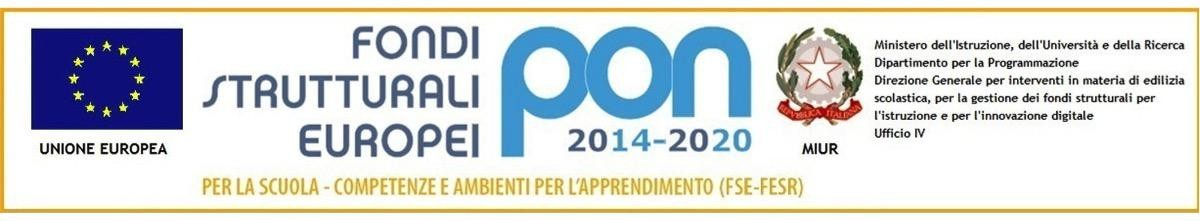 UNIONE EUROPEA
FONDI
STRUTTURALI
EUROPEI
pon
2014-2020
REPVBBLICA ITALIANA
MIUR
Ministero dell'Istruzione, dell'Università e della Ricerca
Dipartimento per la Programmazione
Direzione Generale per interventi in materia di edilizia
scolastica, per la gestione dei fondi strutturali per
l'istruzione e per l'innovazione digitale
Ufficio IV
PER LA SCUOLA - COMPETENZE E AMBIENTI PER L'APPRENDIMENTO (FSE-FESR)